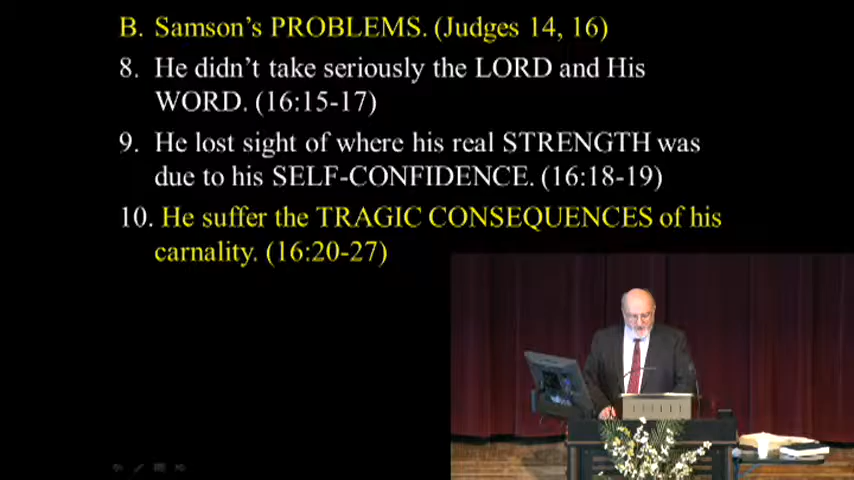 B. Samson's PROBLEMS. (Judges 14, 16)
8. He didn't take seriously the LORD and His
WORD. (16:15-17)
9. He lost sight of where his real STRENGTH was
due to his SELF-CONFIDENCE. (16:18-19)
10. He suffer the TRAGIC CONSEQUENCES of his
carnality. (16:20-27)